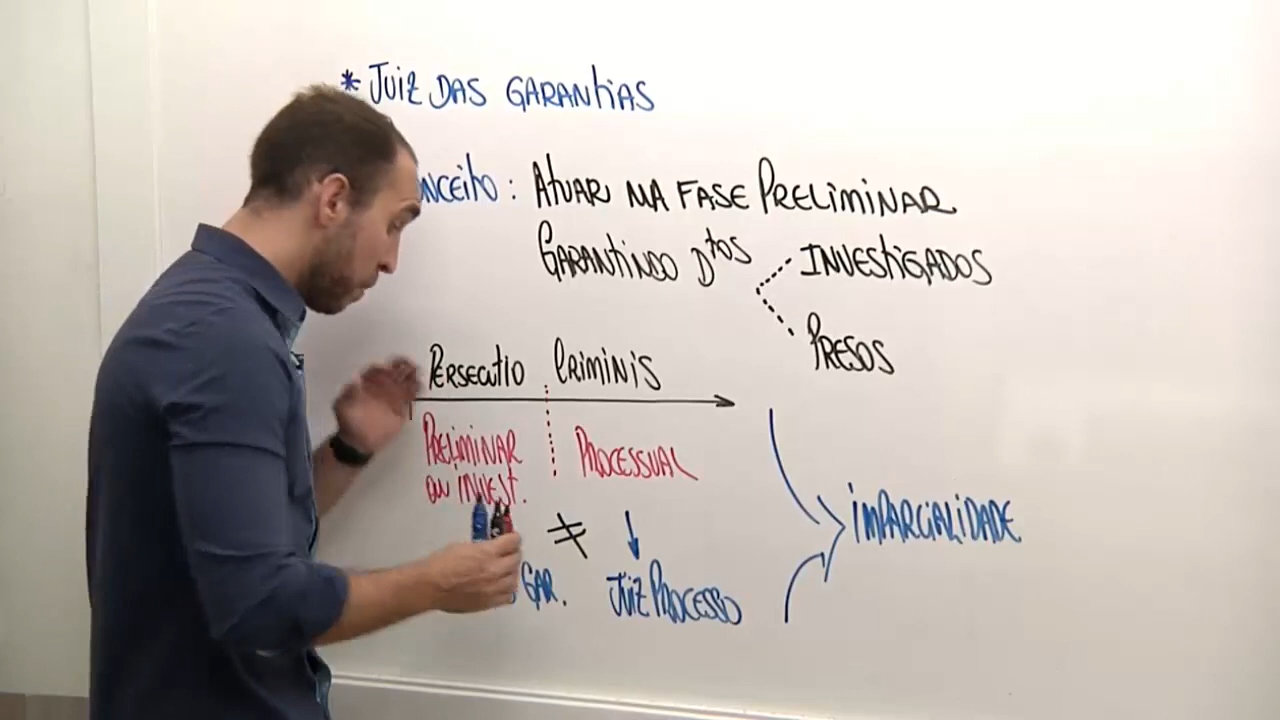 * JUIZ DAS GARANTIAS
NCEITO: ATUAR NA FASE PRELIMINAR
GARANTINDO Dtos
INVESTIGADOS
PRESOS
PERSECUTIO CRIMINIS
PRELIMINAR
OU INVEST.
PROCESSUAL
≠
IMPARCIALIDADE
GAR.
JUIZ PROCESSO